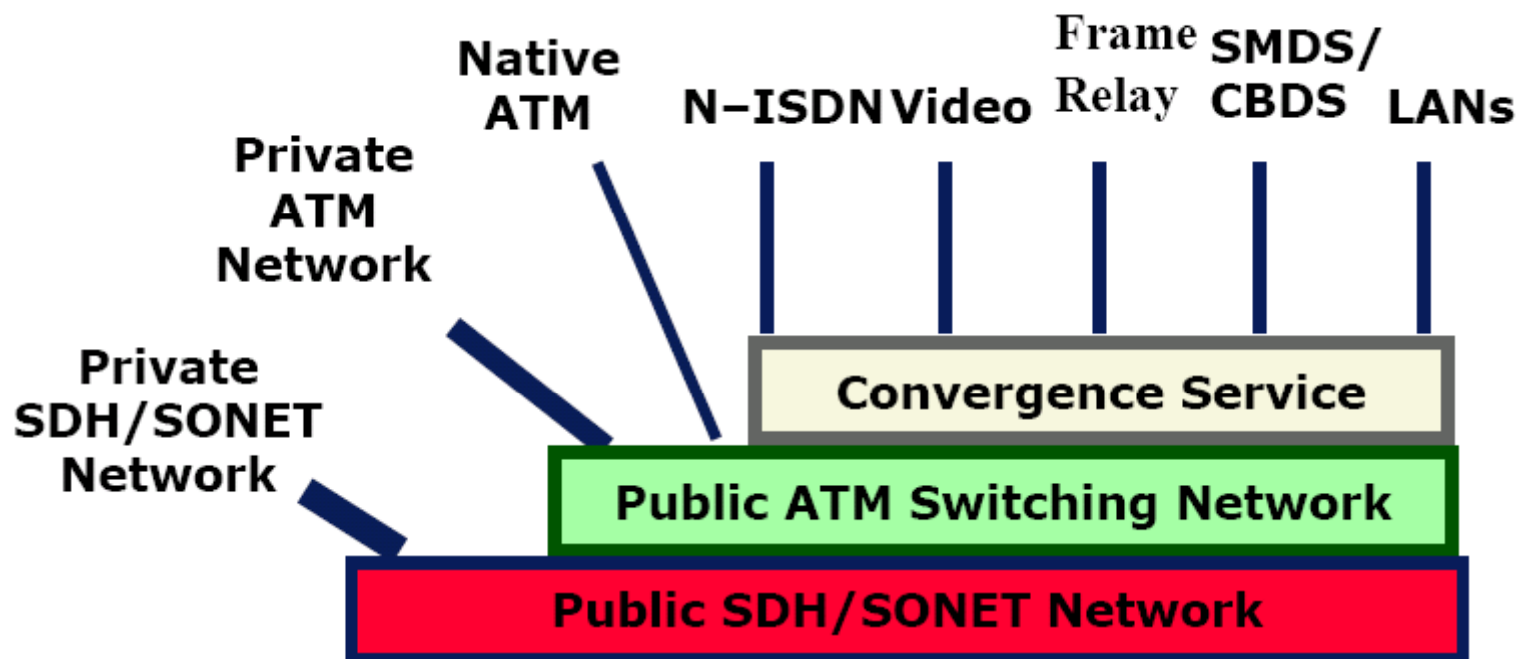 Native
ATM
N–ISDN
Video
Frame
Relay
SMDS/
CBDS
LANs
Private
ATM
Network
Private
SDH/SONET
Network
Convergence Service
Public ATM Switching Network
Public SDH/SONET Network